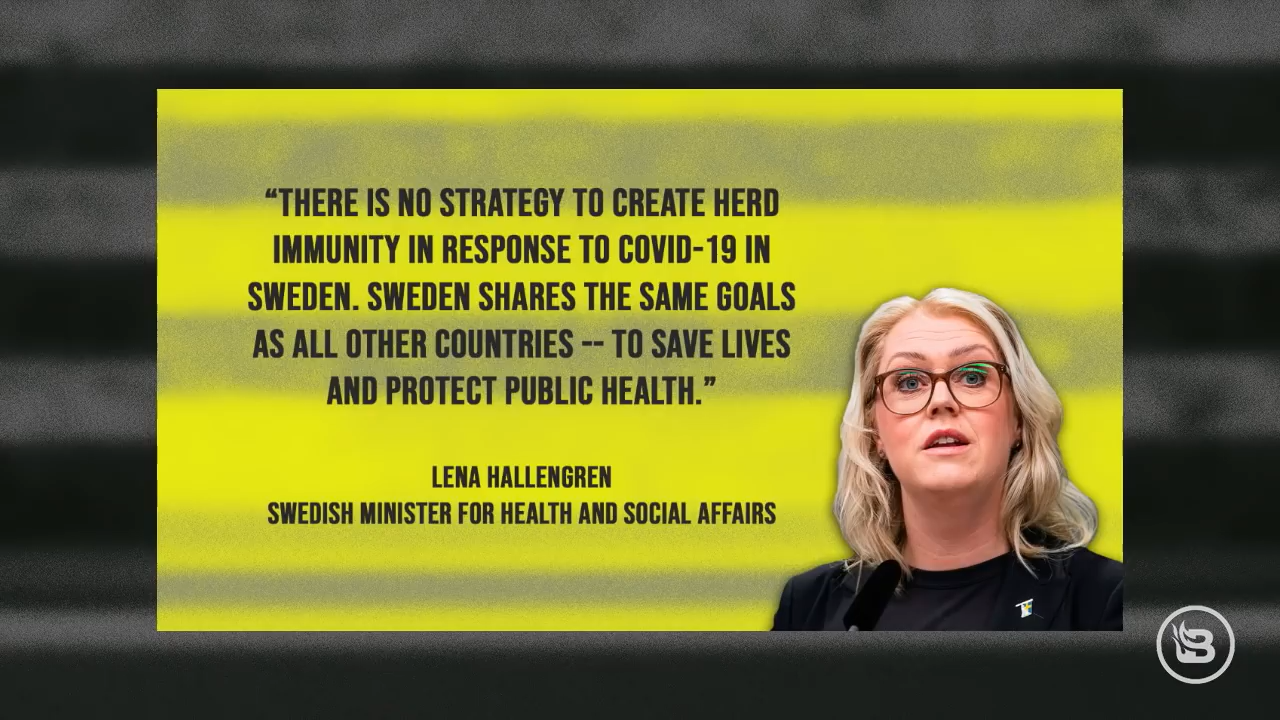 “THERE IS NO STRATEGY TO CREATE HERD
IMMUNITY IN RESPONSE TO COVID-19 IN
SWEDEN. SWEDEN SHARES THE SAME GOALS
AS ALL OTHER COUNTRIES -- TO SAVE LIVES
AND PROTECT PUBLIC HEALTH.”
LENA HALLENGREN
SWEDISH MINISTER FOR HEALTH AND SOCIAL AFFAIRS
B